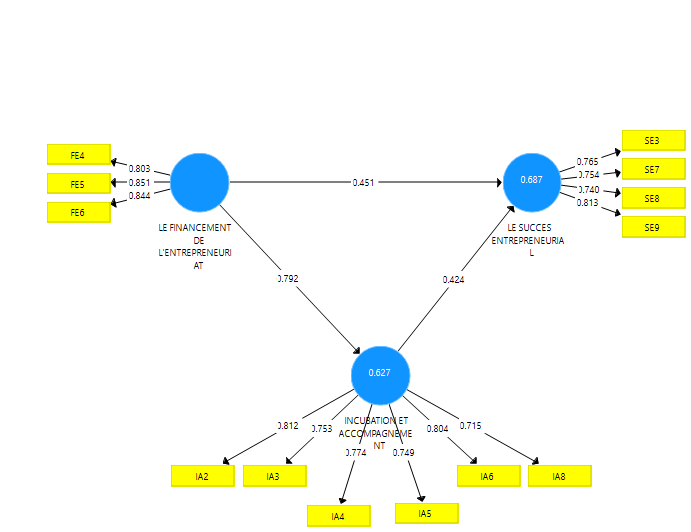 FE4
FE5
FE6
0.803
0.851
0.844
LE FINANCEMENT
DE
L'ENTREPRENEURI
AT
0.451
0.687
LE SUCCES
ENTREPRENEURIA
L
0.765
0.754
0.740
0.813
SE3
SE7
SE8
SE9
0.792
0.424
0.627
INCUBATION ET
ACCOMPAGNEME
NT
0.812
0.753
0.774
0.749
0.804
0.715
IA2
IA3
IA4
IA5
IA6
IA8